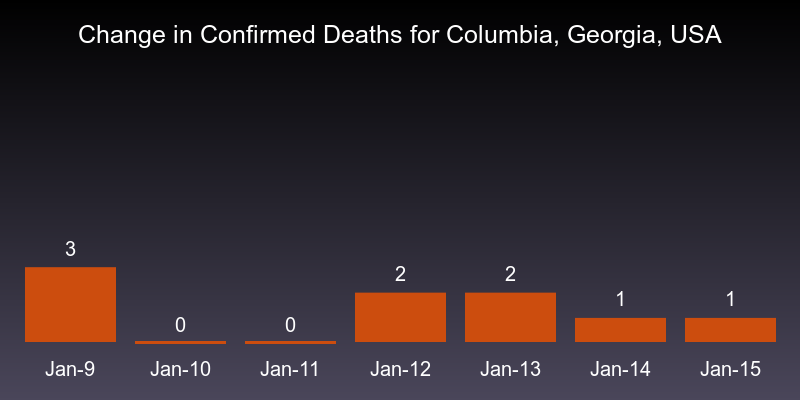 Change in Confirmed Deaths for Columbia, Georgia, USA
3
0
0
2
2
1
1
Jan-9
Jan-10
Jan-11
Jan-12
Jan-13
Jan-14
Jan-15